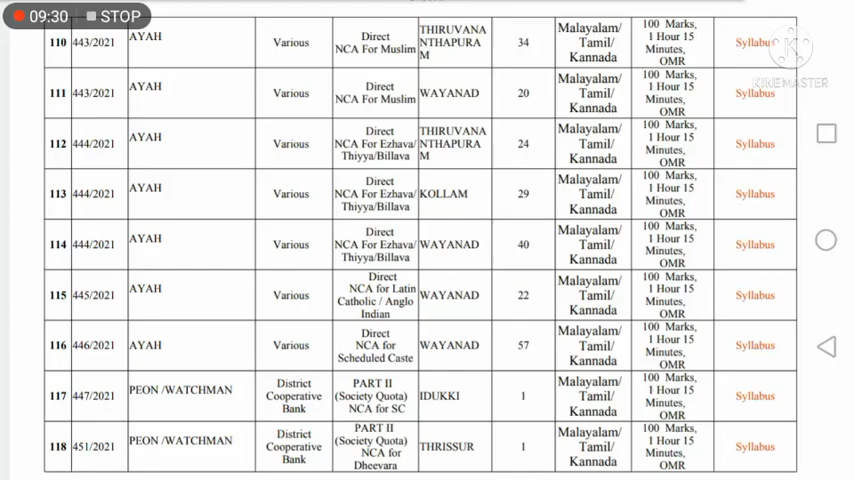 09:30 STOP
KINEMASTER
110 443/2021 AYAH Various Direct NCA For Muslim THIRUVANANTHAPURAM 34 Malayalam/ Tamil/ Kannada 100 Marks, 1 Hour 15 Minutes, OMR Syllabus
111 443/2021 AYAH Various Direct NCA For Muslim WAYANAD 20 Malayalam/ Tamil/ Kannada 100 Marks, 1 Hour 15 Minutes, OMR Syllabus
112 444/2021 AYAH Various Direct NCA For Ezhava/ Thiyya/Billava THIRUVANANTHAPURAM 24 Malayalam/ Tamil/ Kannada 100 Marks, 1 Hour 15 Minutes, OMR Syllabus
113 444/2021 AYAH Various Direct NCA For Ezhava/ Thiyya/Billava KOLLAM 29 Malayalam/ Tamil/ Kannada 100 Marks, 1 Hour 15 Minutes, OMR Syllabus
114 444/2021 AYAH Various Direct NCA For Ezhava/ Thiyya/Billava WAYANAD 40 Malayalam/ Tamil/ Kannada 100 Marks, 1 Hour 15 Minutes, OMR Syllabus
115 445/2021 AYAH Various Direct NCA for Latin Catholic / Anglo Indian WAYANAD 22 Malayalam/ Tamil/ Kannada 100 Marks, 1 Hour 15 Minutes, OMR Syllabus
116 446/2021 AYAH Various Direct NCA for Scheduled Caste WAYANAD 57 Malayalam/ Tamil/ Kannada 100 Marks, 1 Hour 15 Minutes, OMR Syllabus
117 447/2021 PEON /WATCHMAN District Cooperative Bank PART II (Society Quota) NCA for SC IDUKKI 1 Malayalam/ Tamil/ Kannada 100 Marks, 1 Hour 15 Minutes, OMR Syllabus
118 451/2021 PEON /WATCHMAN District Cooperative Bank PART II (Society Quota) NCA for Dheevara THRISSUR 1 Malayalam/ Tamil/ Kannada 100 Marks, 1 Hour 15 Minutes, OMR Syllabus